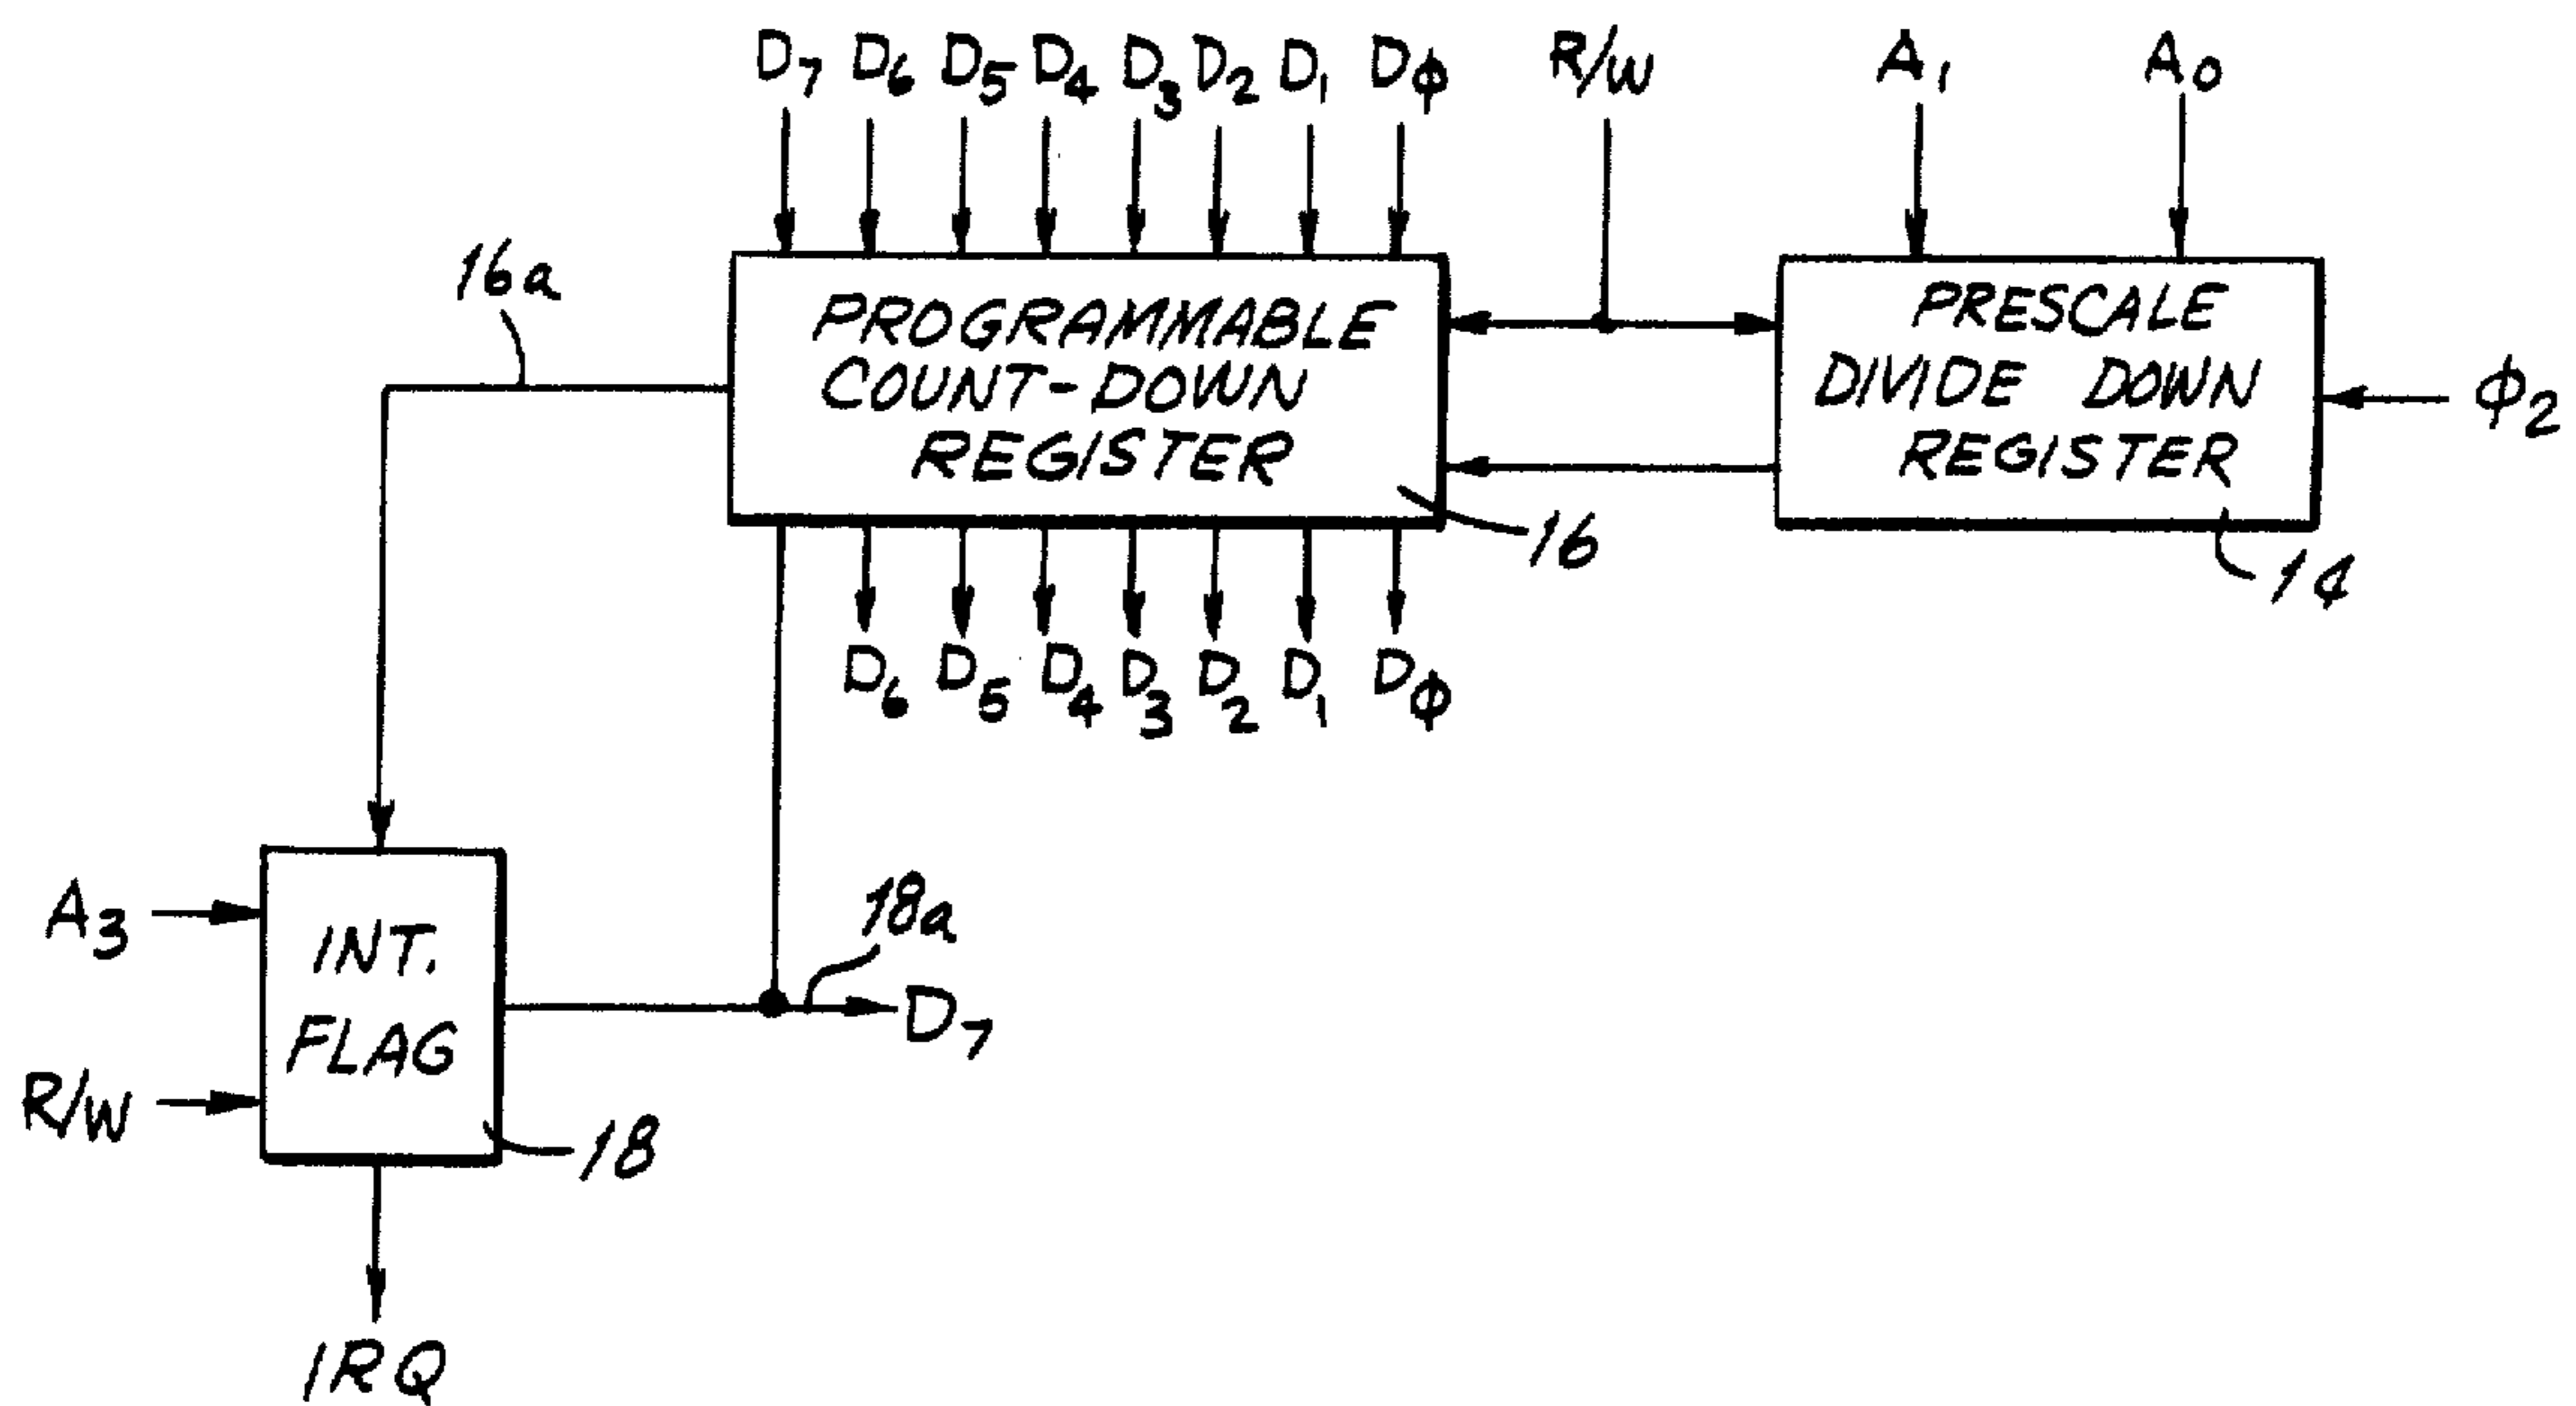 D7 D6 D5 D4 D3 D2 D1 Dϕ R/W A1 A0
16a
PROGRAMMABLE
COUNT-DOWN
REGISTER
16
PRESCALE
DIVIDE DOWN
REGISTER
14
ϕ2
D6 D5 D4 D3 D2 D1 Dϕ
A3
R/W
INT.
FLAG
18
18a
D7
IRQ